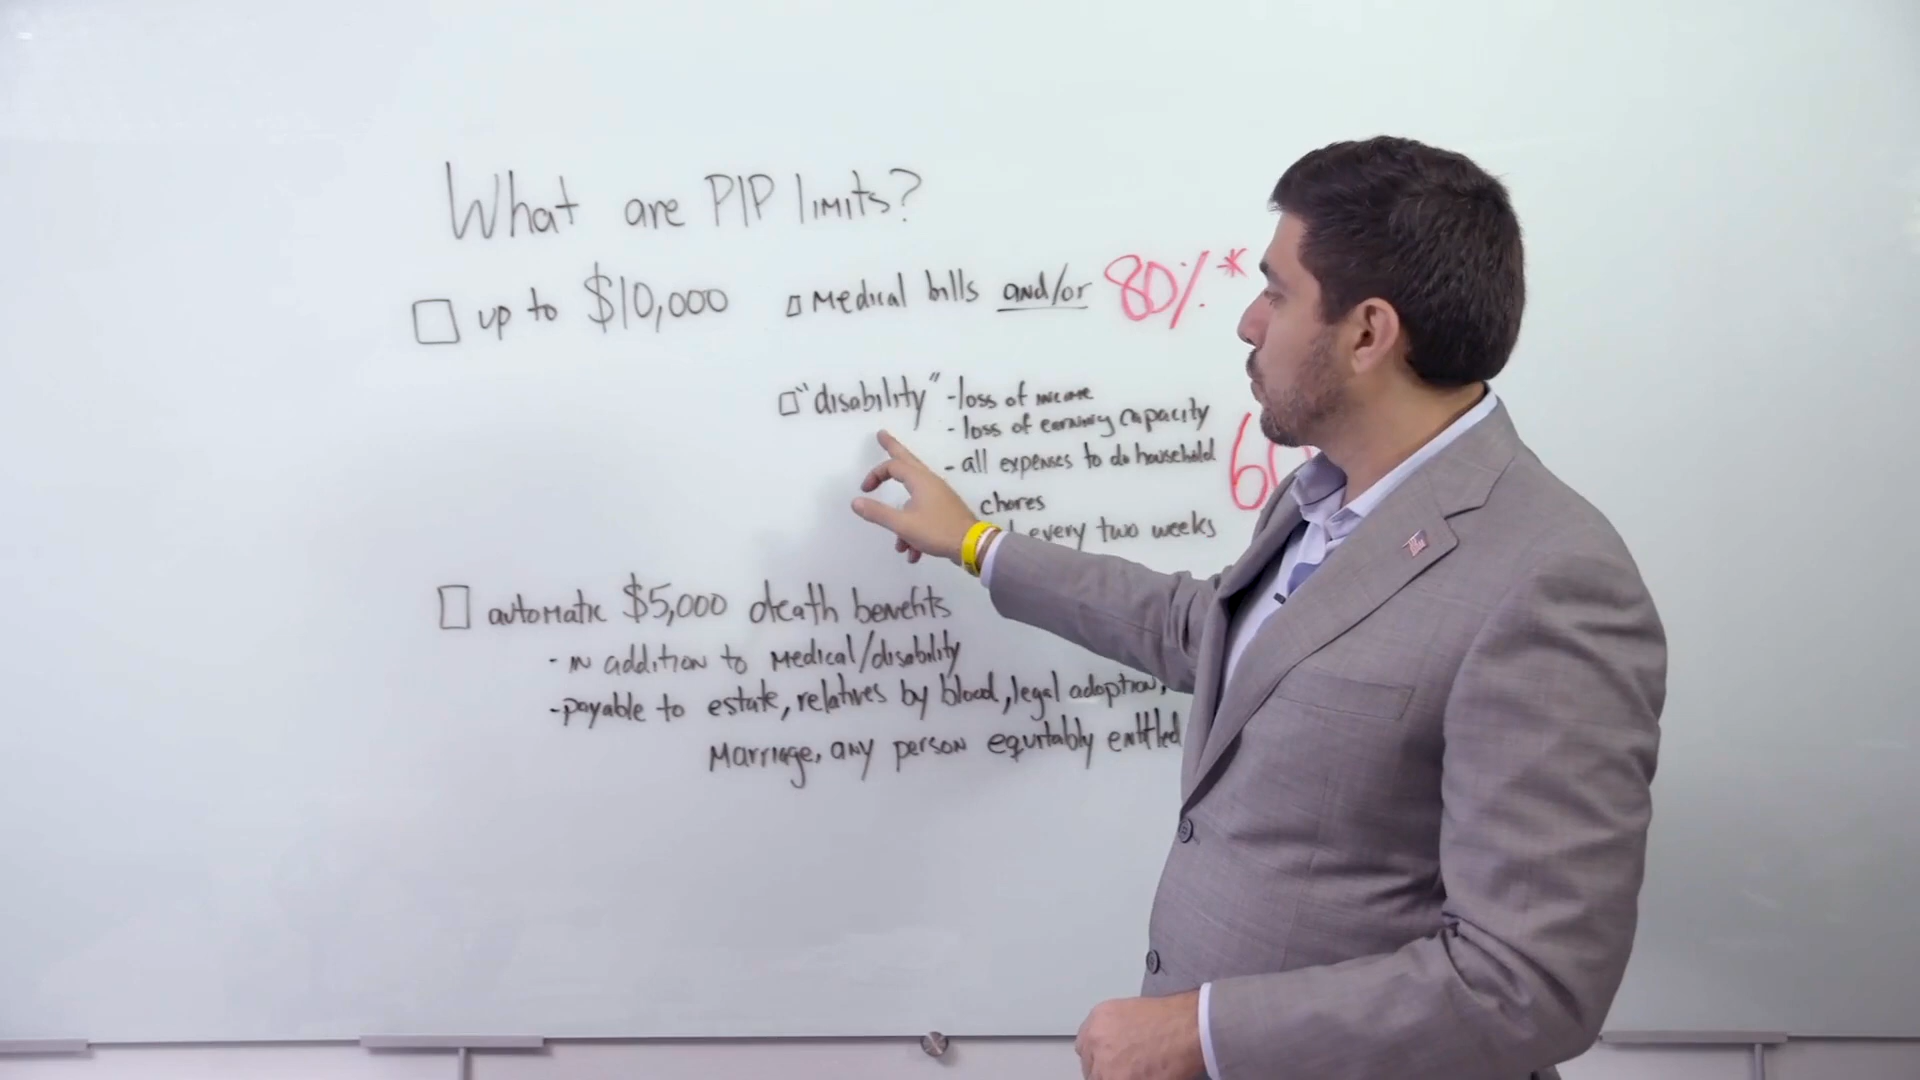 What are PIP limits?
□ up to $10,000 □ Medical bills and/or 80%*
□ "disability" - loss of income
- loss of earning capacity
- all expenses to do household
chores
every two weeks
□ automatic $5,000 death benefits
- in addition to Medical/disability
- payable to estate, relatives by blood, legal adoption,
Marriage, any person equitably entitled